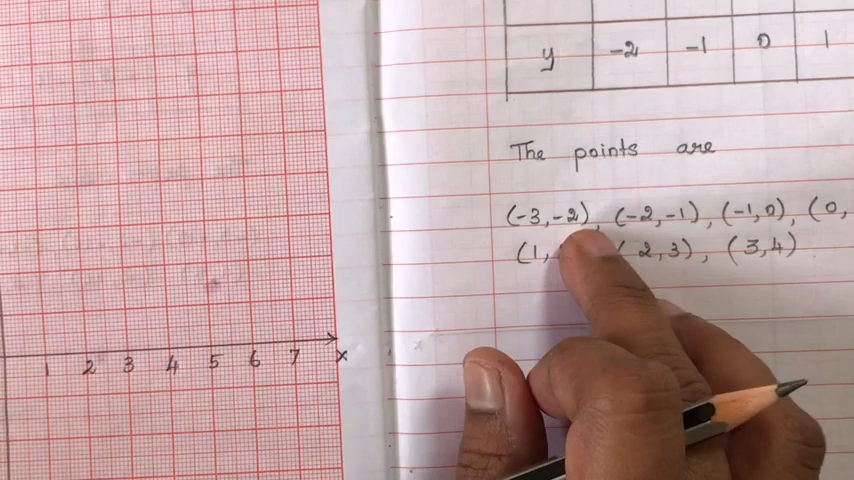 y -2 -1 0 1
The points are
(-3,-2), (-2,-1), (-1,0), (0,
(1, 2,3), (3,4)
1 2 3 4 5 6 7 x